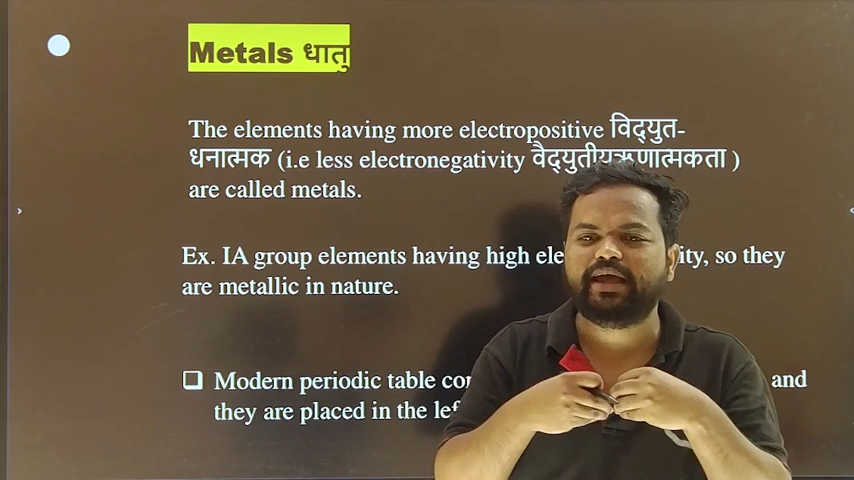 Metals धातु
The elements having more electropositive विद्युत-
धनात्मक (i.e less electronegativity वैद्युतीयऋणात्मकता )
are called metals.
Ex. IA group elements having high so they
are metallic in nature.
Modern periodic table and
they are placed in the